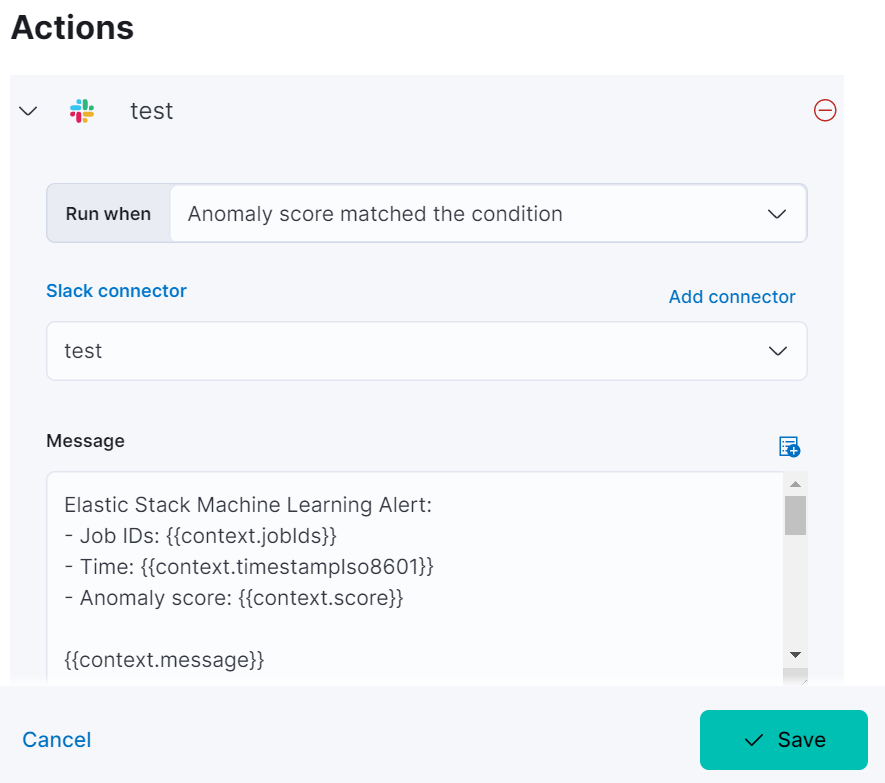 Actions
test
Run when
Anomaly score matched the condition
Slack connector
Add connector
test
Message
Elastic Stack Machine Learning Alert:
- Job IDs: {{context.jobIds}}
- Time: {{context.timestampIso8601}}
- Anomaly score: {{context.score}}
{{context.message}}
Cancel
Save